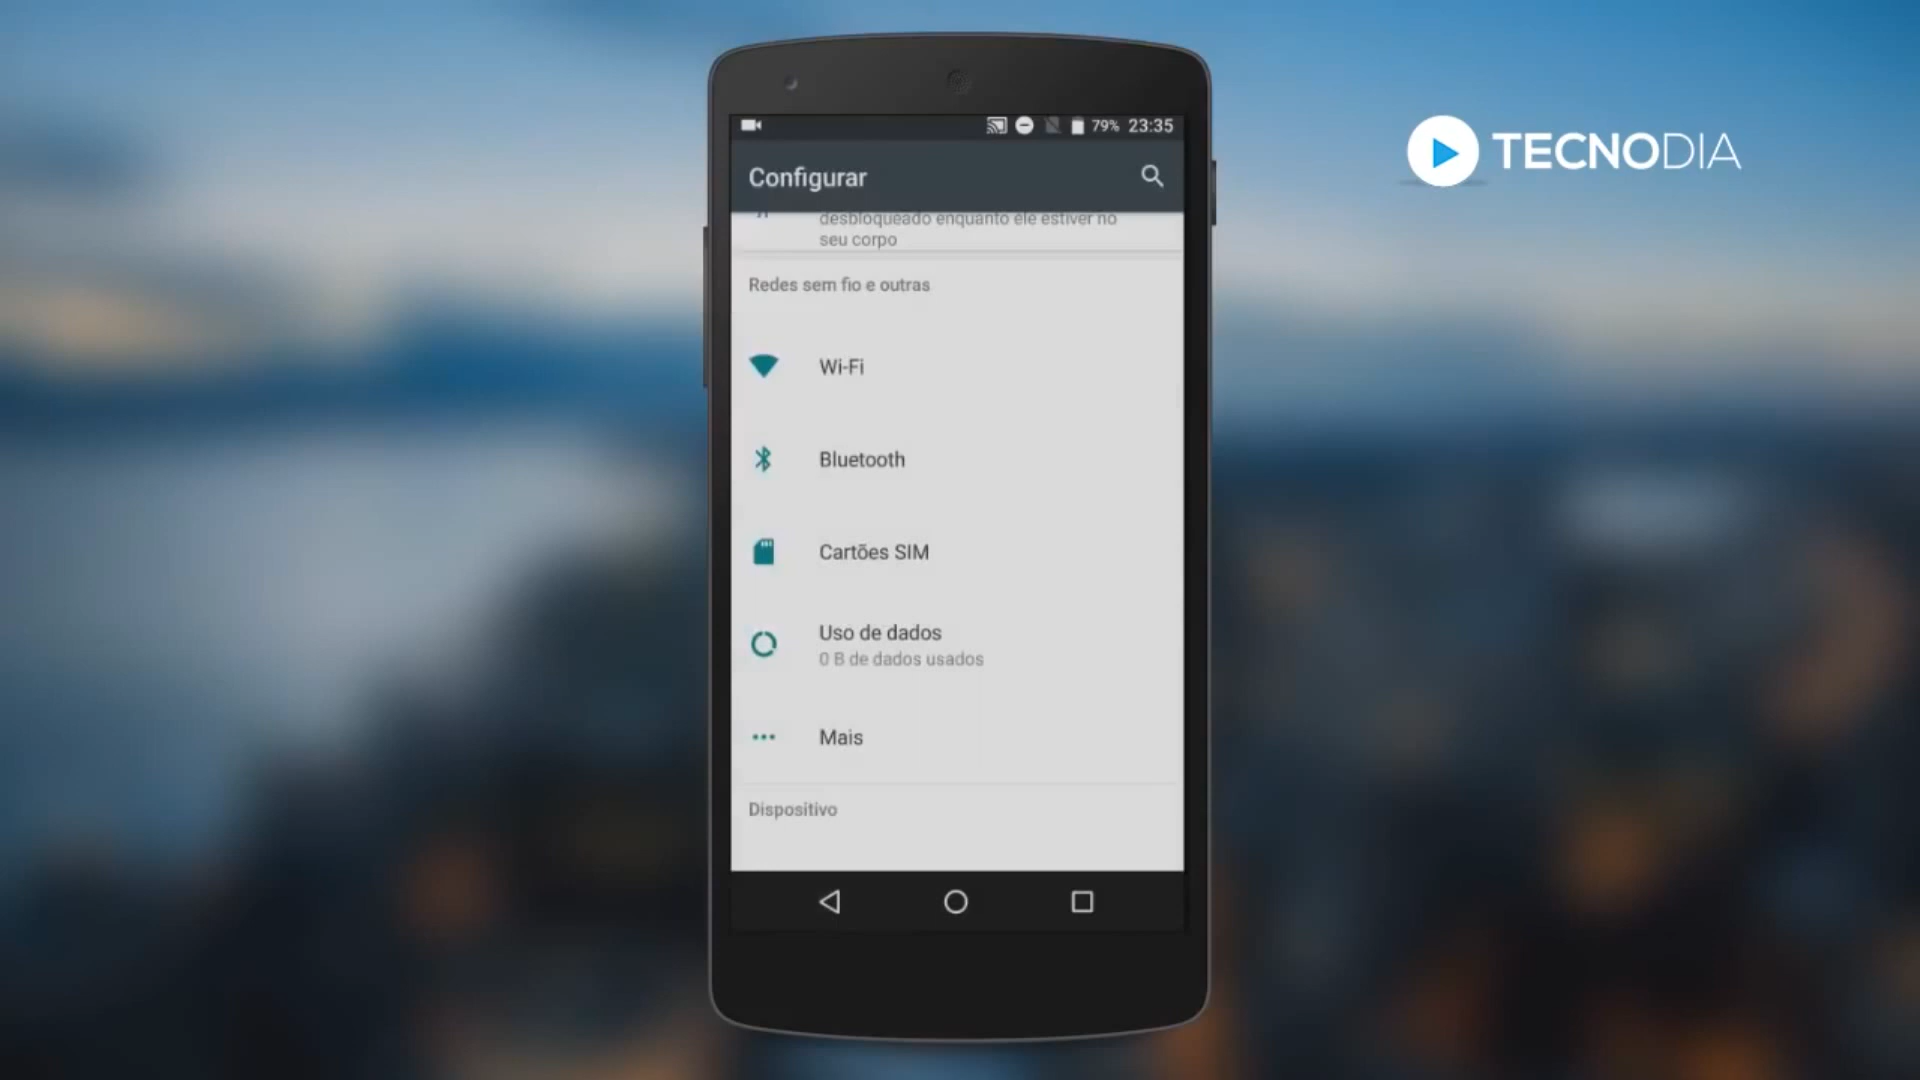 79% 23:35
TECNODIA
Configurar
desbloqueado enquanto ele estiver no
seu corpo
Redes sem fio e outras
Wi-Fi
Bluetooth
Cartões SIM
Uso de dados
0 B de dados usados
Mais
Dispositivo